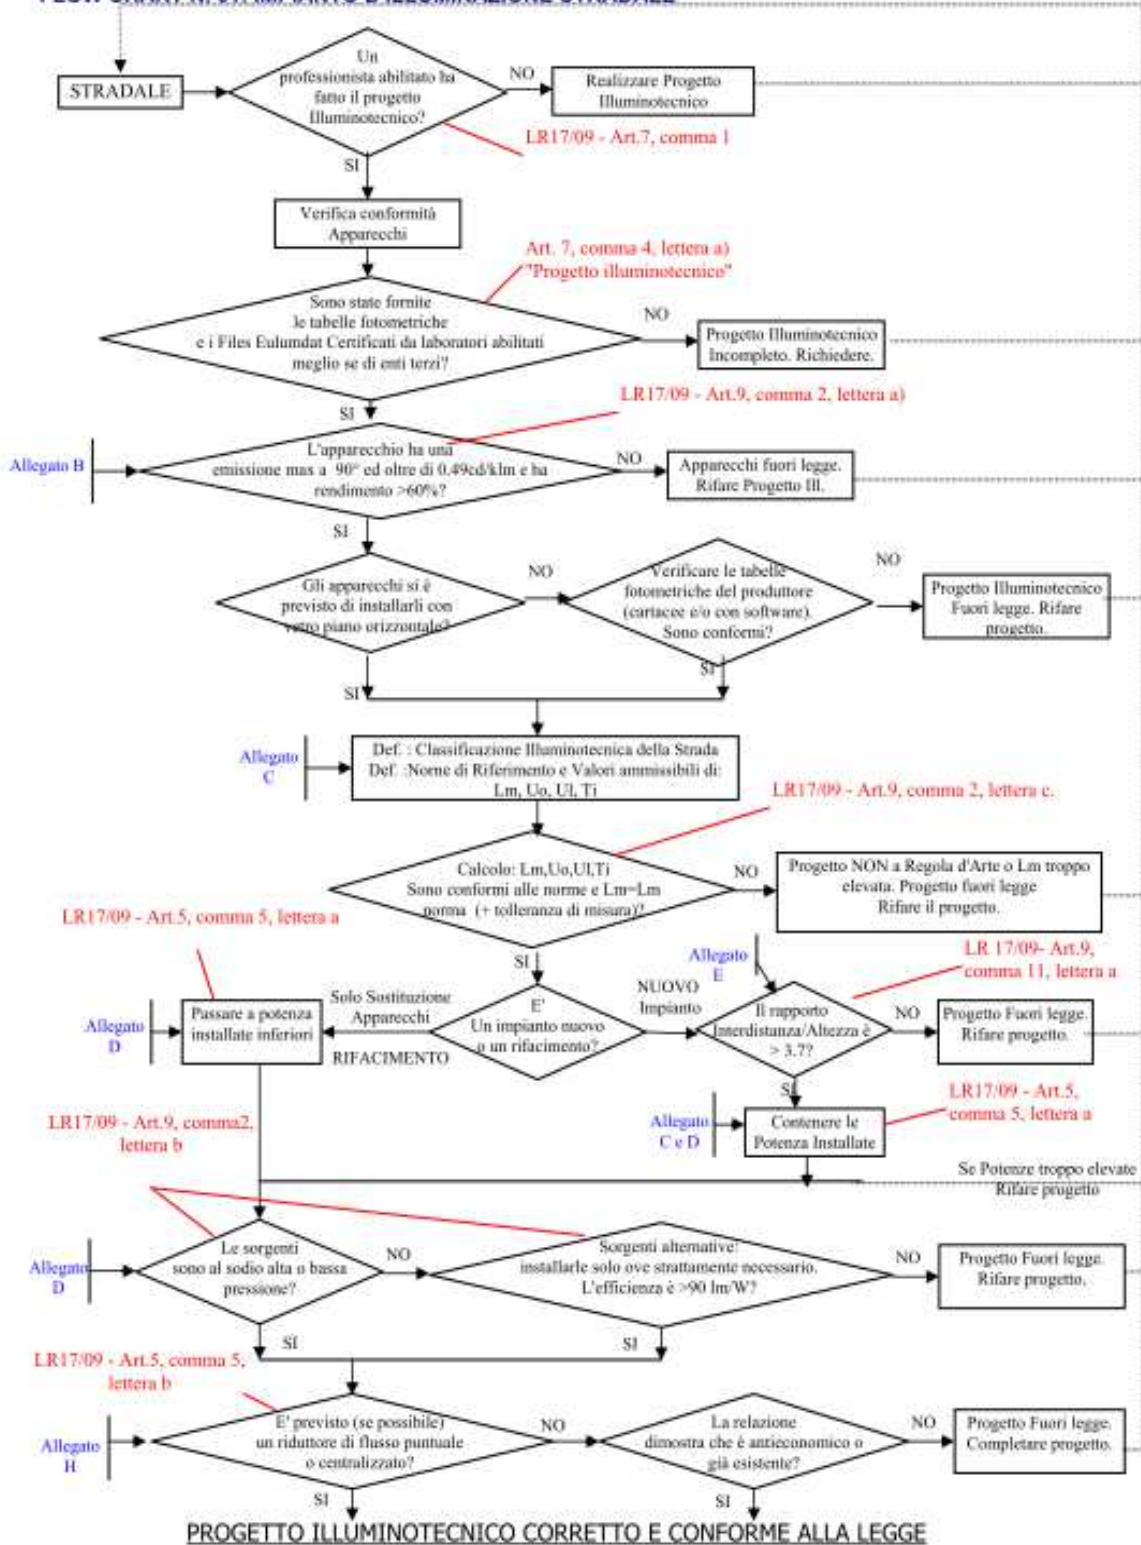 STRADALE
Un
professionista abilitato ha
fatto il progetto
Illuminotecnico?
NO
Realizzare Progetto
Illuminotecnico
LR17/09 - Art.7, comma 1
SI
Verifica conformità
Apparecchi
Art. 7, comma 4, lettera a)
"Progetto illuminotecnico"
Sono state fornite
le tabelle fotometriche
e i Files Eulumdat Certificati da laboratori abilitati
meglio se di enti terzi?
NO
Progetto Illuminotecnico
Incompleto. Richiedere.
LR17/09 - Art.9, comma 2, lettera a)
SI
Allegato B
L'apparecchio ha una
emissione max a 90° ed oltre di 0.49cd/klm e ha
rendimento >60%?
NO
Apparecchi fuori legge.
Rifare Progetto Ill.
SI
Gli apparecchi si è
previsto di installarli con
vetro piano orizzontale?
NO
Verificare le tabelle
fotometriche del produttore
(cartacee e/o con software).
Sono conformi?
NO
Progetto Illuminotecnico
Fuori legge. Rifare
progetto.
SI
SI
Allegato
C
Def. : Classificazione Illuminotecnica della Strada
Def. :Norne di Riferimento e Valori ammissibili di:
Lm, Uo, Ul, Ti
LR17/09 - Art.9, comma 2, lettera c.
Calcolo: Lm,Uo,Ul,Ti
Sono conformi alle norme e Lm=Lm
norma (+ tolleranza di misura)?
NO
Progetto NON a Regola d'Arte o Lm troppo
elevata. Progetto fuori legge
Rifare il progetto.
LR17/09 - Art.5, comma 5, lettera a
SI
Allegato
E
LR 17/09- Art.9,
comma 11, lettera a
Allegato
D
Passare a potenza
installate inferiori
Solo Sostituzione
Apparecchi
RIFACIMENTO
E'
Un impianto nuovo
o un rifacimento?
NUOVO
Impianto
Il rapporto
Interdistanza/Altezza è
> 3.7?
NO
Progetto Fuori legge.
Rifare progetto.
SI
LR17/09 - Art.5,
comma 5, lettera a
LR17/09 - Art.9, comma2,
lettera b
Allegato
C e D
Contenere le
Potenza Installate
Se Potenze troppo elevate
Rifare progetto
Allegato
D
Le sorgenti
sono al sodio alta o bassa
pressione?
NO
Sorgenti alternative:
installarle solo ove strattamente necessario.
L'efficienza è >90 lm/W?
NO
Progetto Fuori legge.
Rifare progetto.
SI
SI
LR17/09 - Art.5, comma 5,
lettera b
Allegato
H
E' previsto (se possibile)
un riduttore di flusso puntuale
o centralizzato?
NO
La relazione
dimostra che è antieconomico o
già esistente?
NO
Progetto Fuori legge.
Completare progetto.
SI
SI
PROGETTO ILLUMINOTECNICO CORRETTO E CONFORME ALLA LEGGE